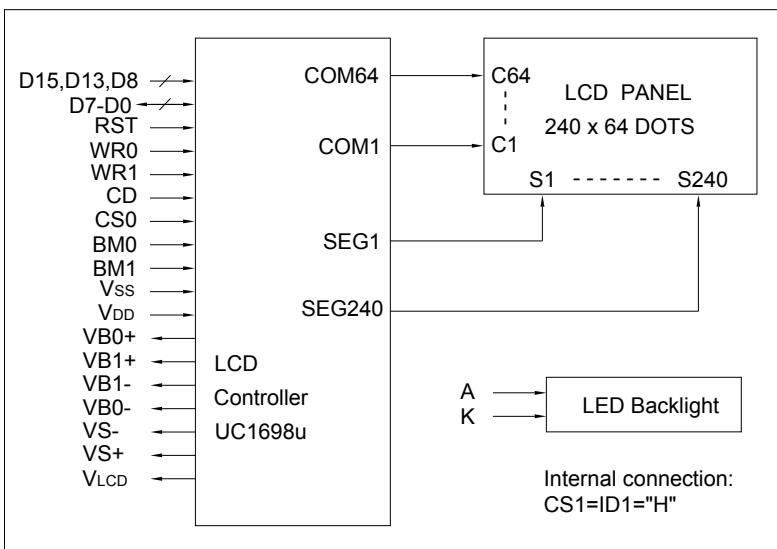 D15,D13,D8
D7-D0
RST
WR0
WR1
CD
CS0
BM0
BM1
VSS
VDD
VB0+
VB1+
VB1-
VB0-
VS-
VS+
VLCD
COM64
COM1
SEG1
SEG240
LCD
Controller
UC1698u
C64
C1
LCD PANEL
240 x 64 DOTS
S1 ------- S240
A
K
LED Backlight
Internal connection:
CS1=ID1="H"